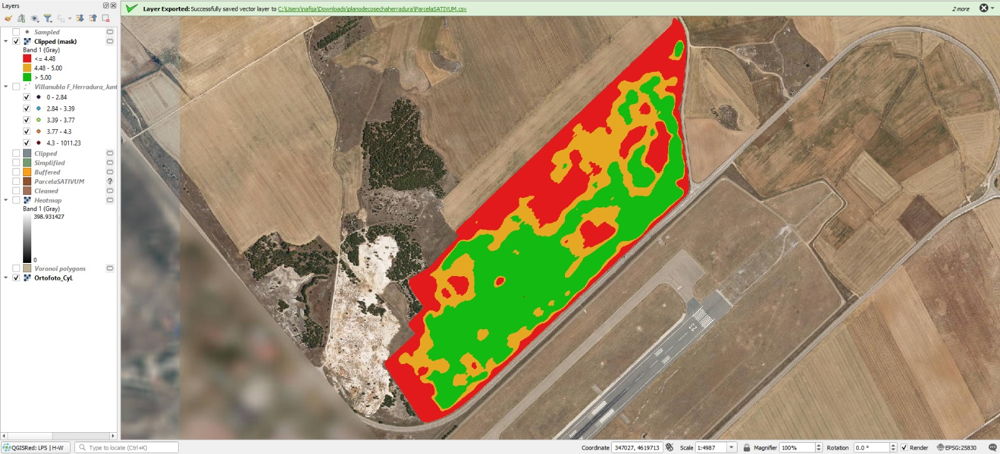 Layers
Layer Exported: Successfully saved vector layer to C:\Users\nafga\Downloads\planodecosechaherradura\ParcelaSATIVUM.csv
2 more
Sampled
Clipped (mask)
Band 1 (Gray)
<= 4.48
4.48 - 5.00
> 5.00
Villanubla F_Herradura_Junt
0 - 2.84
2.84 - 3.39
3.39 - 3.77
3.77 - 4.3
4.3 - 1011.23
Clipped
Simplified
Buffered
ParcelaSATIVUM
?
Cleaned
Heatmap
Band 1 (Gray)
398.931427
0
Voronoi polygons
Ortofoto_CyL
23
QGISRed: LPS | H-W
Type to locate (Ctrl+K)
Coordinate 347027, 4619713
Scale 1:4987
Magnifier 100%
Rotation 0.0 °
Render
EPSG:25830